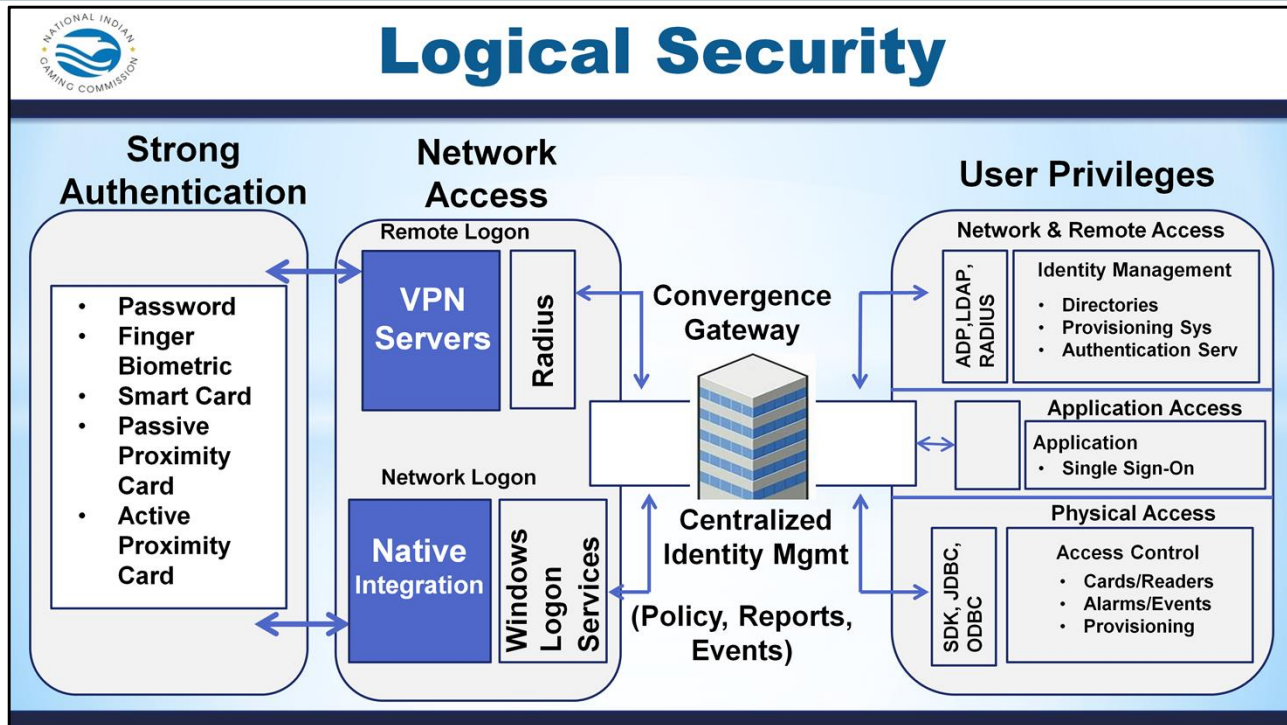 NATIONAL INDIAN
GAMING COMMISSION
Logical Security
Strong
Authentication
• Password
• Finger
Biometric
• Smart Card
• Passive
Proximity
Card
• Active
Proximity
Card
Network
Access
Remote Logon
VPN
Servers
Radius
Network Logon
Native
Integration
Windows
Logon
Services
Convergence
Gateway
Centralized
Identity Mgmt
(Policy, Reports,
Events)
User Privileges
Network & Remote Access
ADP,LDAP,
RADIUS
Identity Management
• Directories
• Provisioning Sys
• Authentication Serv
Application Access
Application
• Single Sign-On
Physical Access
SDK, JDBC,
ODBC
Access Control
• Cards/Readers
• Alarms/Events
• Provisioning